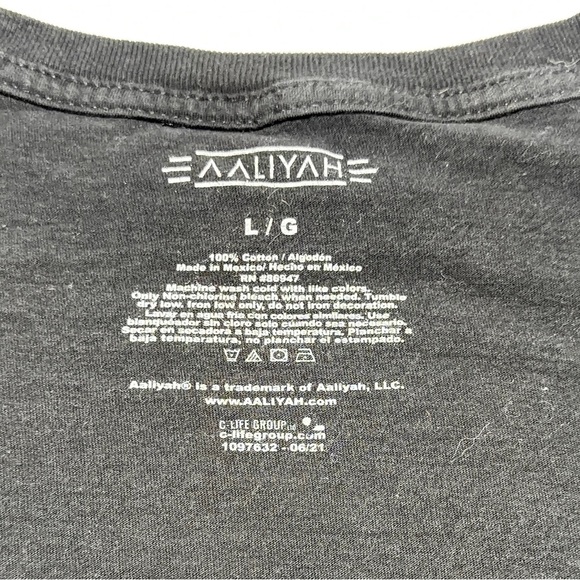 AALIYAH
L / G
100% Cotton / Algodón
Made in Mexico/ Hecho en México
RN #86947
Machine wash cold with like colors.
Only Non-chlorine bleach when needed. Tumble
dry low. Iron low only, do not iron decoration
Lavar en agua fria con colores similares. Use
blanqueador sin cloro solo cuando sea necesario.
Secar en secadora a baja temperatura. Planchar a
baja temperatura, no planchar el estampado.
Aaliyah® is a trademark of Aaliyah, LLC.
www.AALIYAH.com
C-LIFE GROUP
c-lifegroup.com
1097632 - 06/21